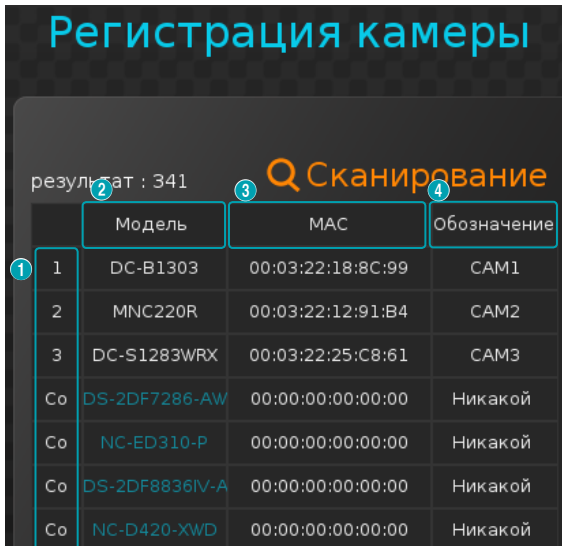 Регистрация камеры
результат : 341 Сканирование
2 3 4
Модель MAC Обозначение
1
1 DC-B1303 00:03:22:18:8C:99 CAM1
2 MNC220R 00:03:22:12:91:B4 CAM2
3 DC-S1283WRX 00:03:22:25:C8:61 CAM3
Co DS-2DF7286-AW 00:00:00:00:00:00 Никакой
Co NC-ED310-P 00:00:00:00:00:00 Никакой
Co DS-2DF8836IV-A 00:00:00:00:00:00 Никакой
Co NC-D420-XWD 00:00:00:00:00:00 Никакой